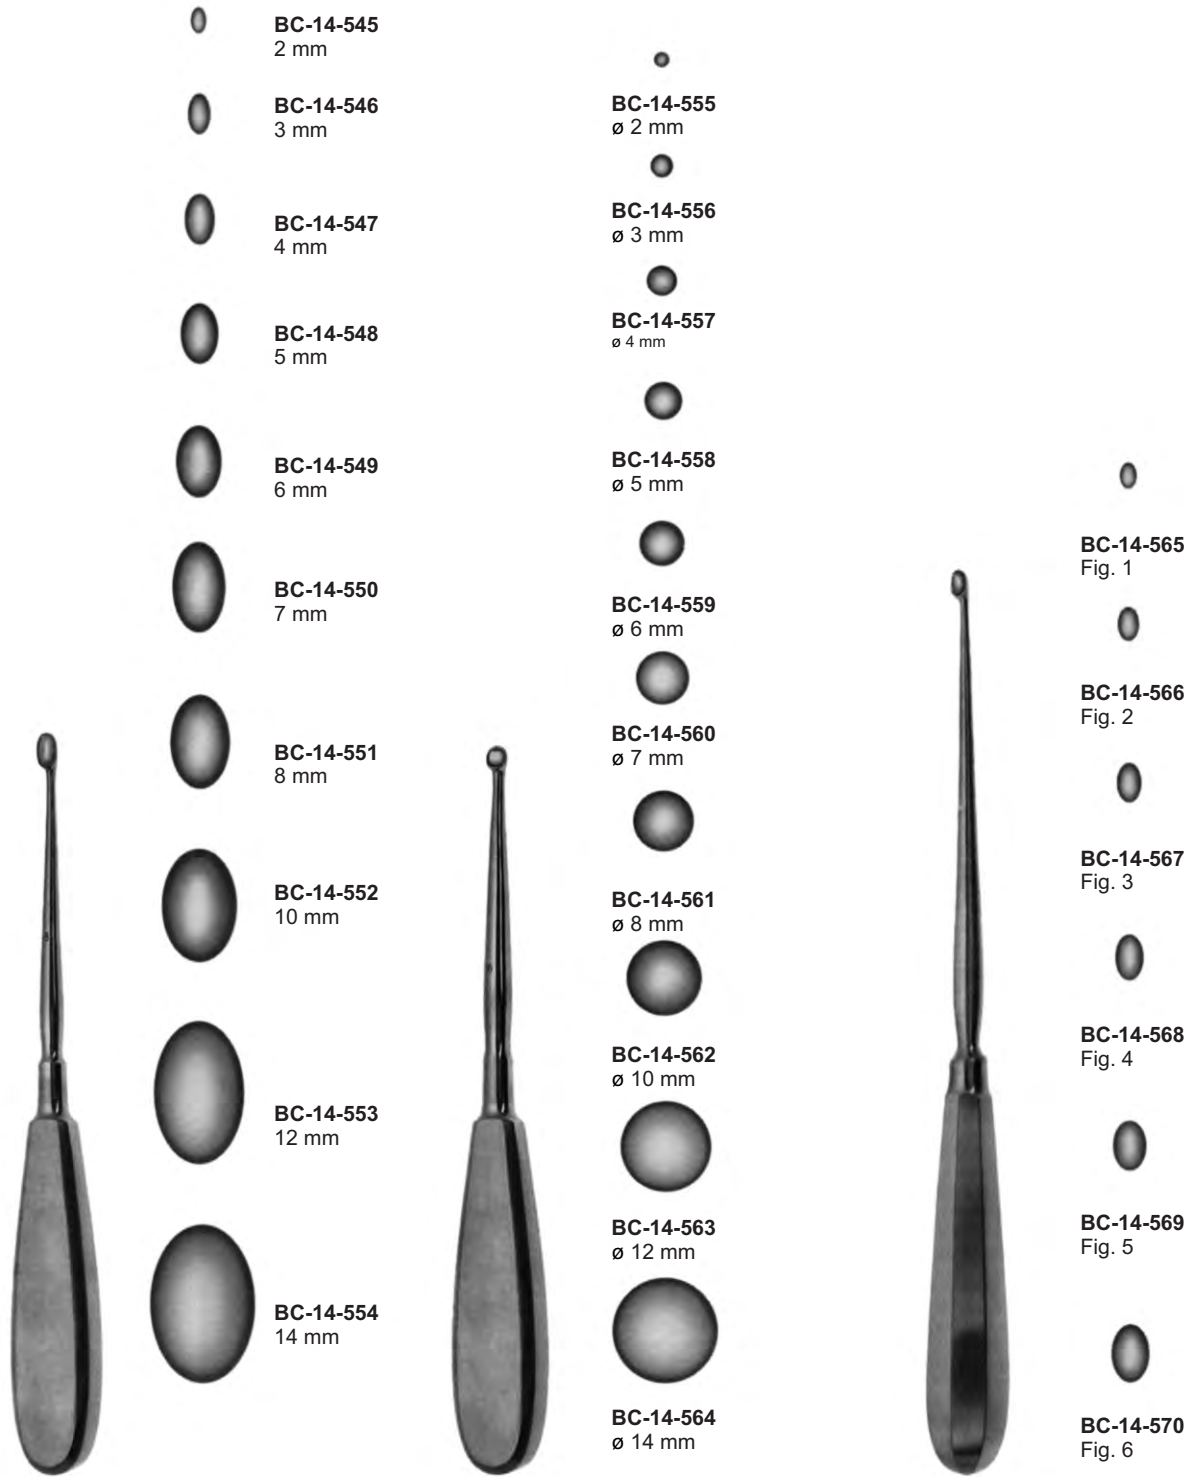 BC-14-545
2 mm
BC-14-546
3 mm
BC-14-547
4 mm
BC-14-548
5 mm
BC-14-549
6 mm
BC-14-550
7 mm
BC-14-551
8 mm
BC-14-552
10 mm
BC-14-553
12 mm
BC-14-554
14 mm
BC-14-555
ø 2 mm
BC-14-556
ø 3 mm
BC-14-557
ø 4 mm
BC-14-558
ø 5 mm
BC-14-559
ø 6 mm
BC-14-560
ø 7 mm
BC-14-561
ø 8 mm
BC-14-562
ø 10 mm
BC-14-563
ø 12 mm
BC-14-564
ø 14 mm
BC-14-565
Fig. 1
BC-14-566
Fig. 2
BC-14-567
Fig. 3
BC-14-568
Fig. 4
BC-14-569
Fig. 5
BC-14-570
Fig. 6